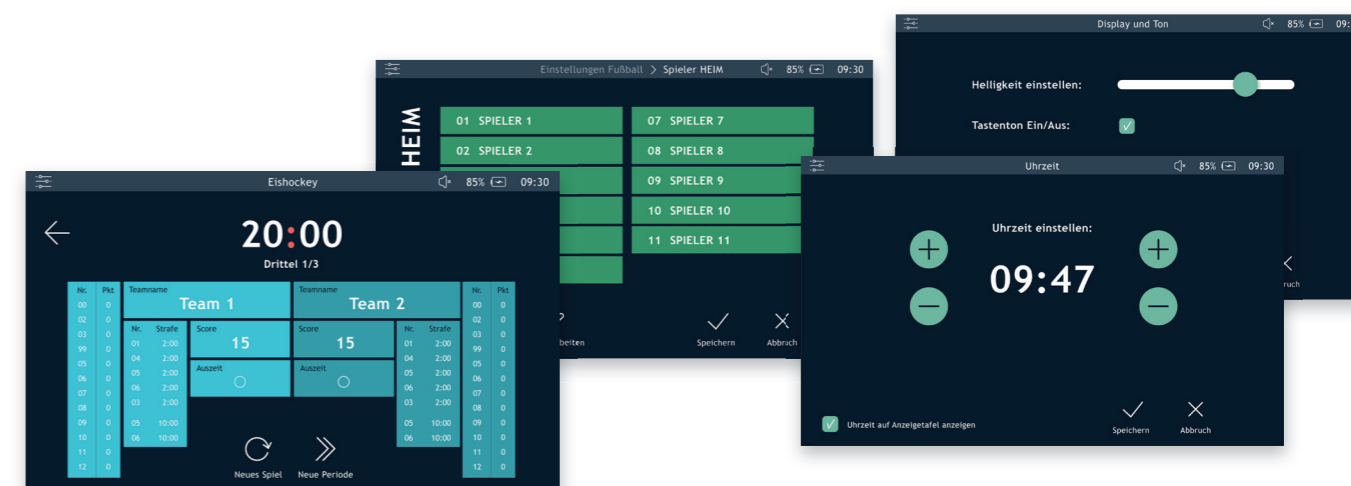 Display und Ton 85% 09:
Helligkeit einstellen:
Tastenton Ein/Aus:
Einstellungen Fußball > Spieler HEIM 85% 09:30
HEIM
01 SPIELER 1
02 SPIELER 2
07 SPIELER 7
08 SPIELER 8
09 SPIELER 9
10 SPIELER 10
11 SPIELER 11
beiten
Speichern Abbruch
Uhrzeit 85% 09:30
Uhrzeit einstellen:
09:47
Uhrzeit auf Anzeigetafel anzeigen
Speichern Abbruch
ruch
Eishockey 85% 09:30
20:00
Drittel 1/3
Nr. Pkt
00 0
02 0
03 0
99 0
05 0
06 0
07 0
08 0
09 0
10 0
11 0
12 0
Teamname
Team 1
Nr. Strafe
01 2:00
04 2:00
05 2:00
06 2:00
03 2:00
05 10:00
06 10:00
Score
15
Auszeit
Teamname
Team 2
Score
15
Auszeit
Nr. Strafe
01 2:00
04 2:00
05 2:00
06 2:00
03 2:00
05 10:00
06 10:00
Nr. Pkt
00 0
02 0
03 0
99 0
05 0
06 0
07 0
08 0
09 0
10 0
11 0
12 0
Neues Spiel Neue Periode